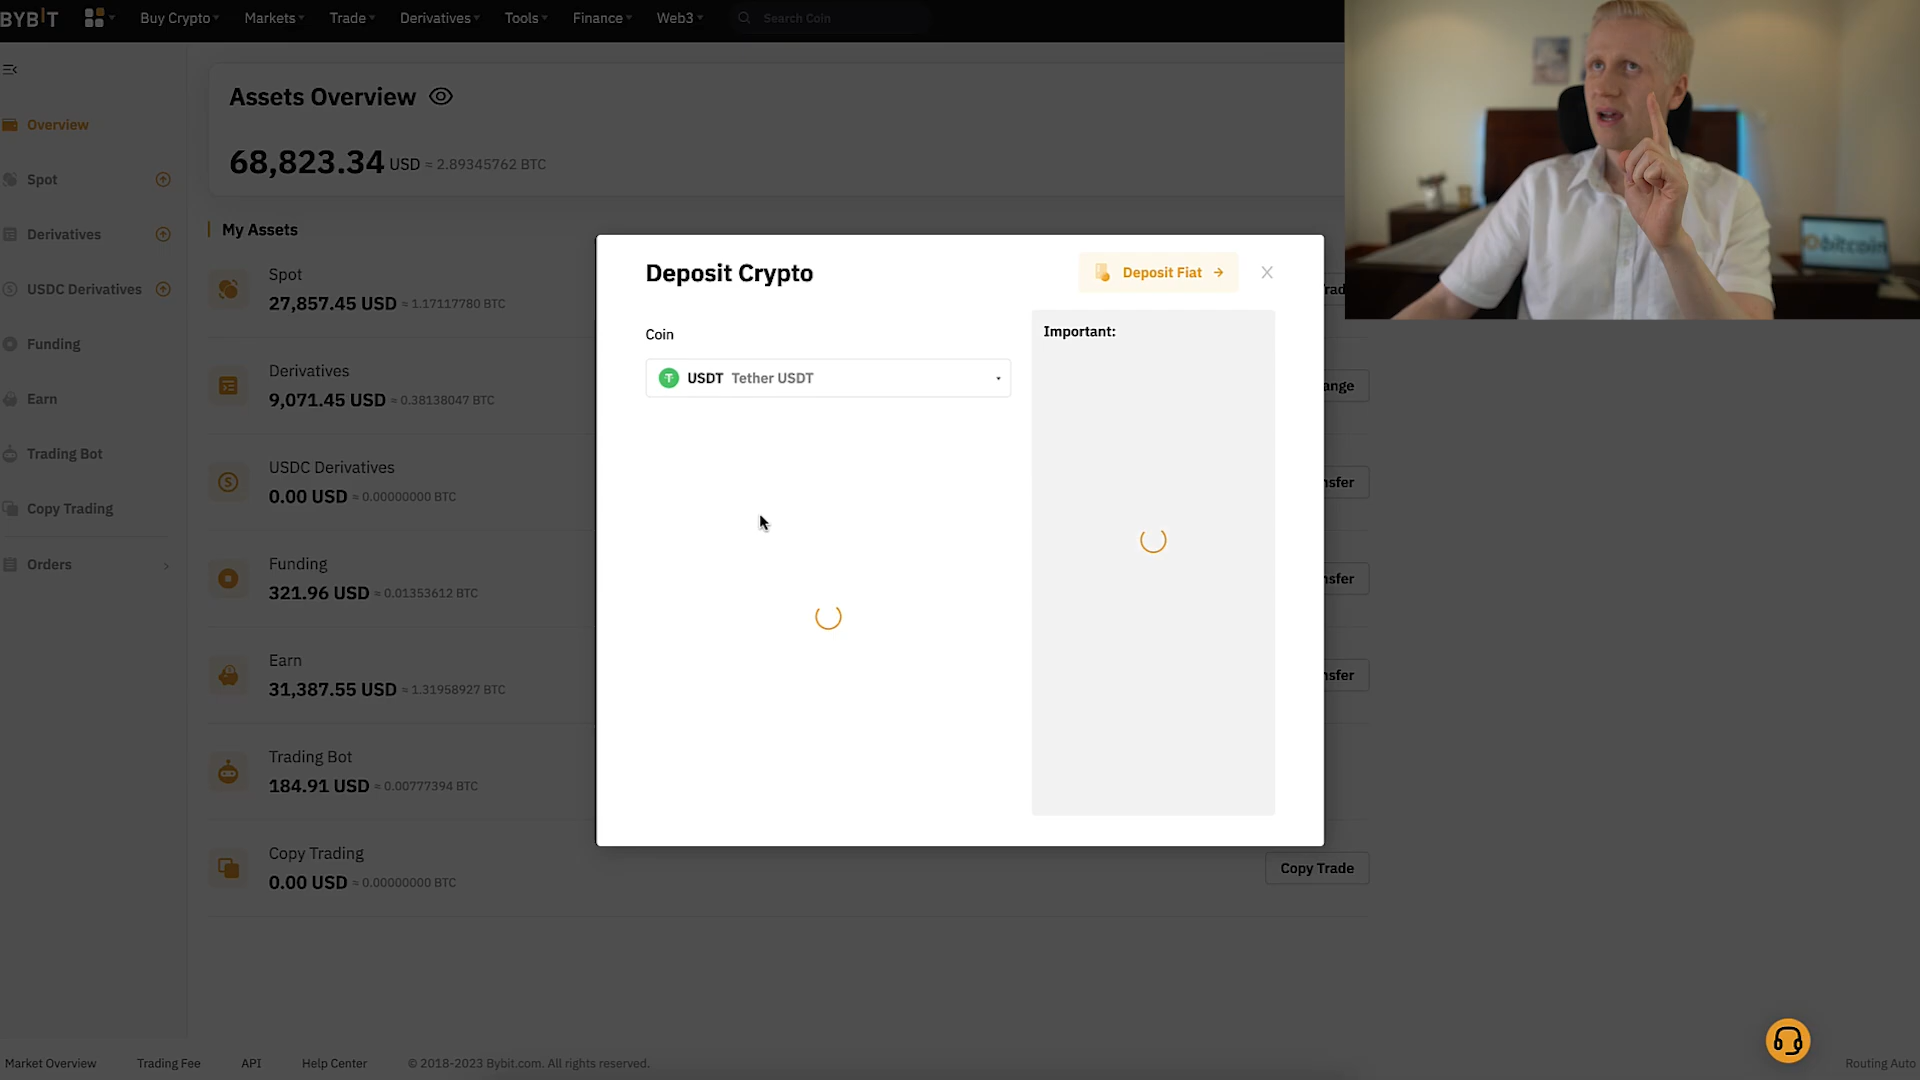 BYBIT
Buy Crypto
Markets
Trade
Derivatives
Tools
Finance
Web3
Search Coin
Overview
Spot
Derivatives
USDC Derivatives
Funding
Earn
Trading Bot
Copy Trading
Orders
Assets Overview
68,823.34 USD ≈ 2.89345762 BTC
My Assets
Spot
27,857.45 USD ≈ 1.17117780 BTC
Derivatives
9,071.45 USD ≈ 0.38138047 BTC
ange
USDC Derivatives
0.00 USD ≈ 0.00000000 BTC
nsfer
Funding
321.96 USD ≈ 0.01353612 BTC
nsfer
Earn
31,387.55 USD ≈ 1.31958927 BTC
nsfer
Trading Bot
184.91 USD ≈ 0.00777394 BTC
Copy Trading
0.00 USD ≈ 0.00000000 BTC
Copy Trade
Deposit Crypto
Deposit Fiat →
Coin
USDT Tether USDT
Important:
bitcoin
Market Overview
Trading Fee
API
Help Center
© 2018-2023 Bybit.com. All rights reserved.
Routing Auto